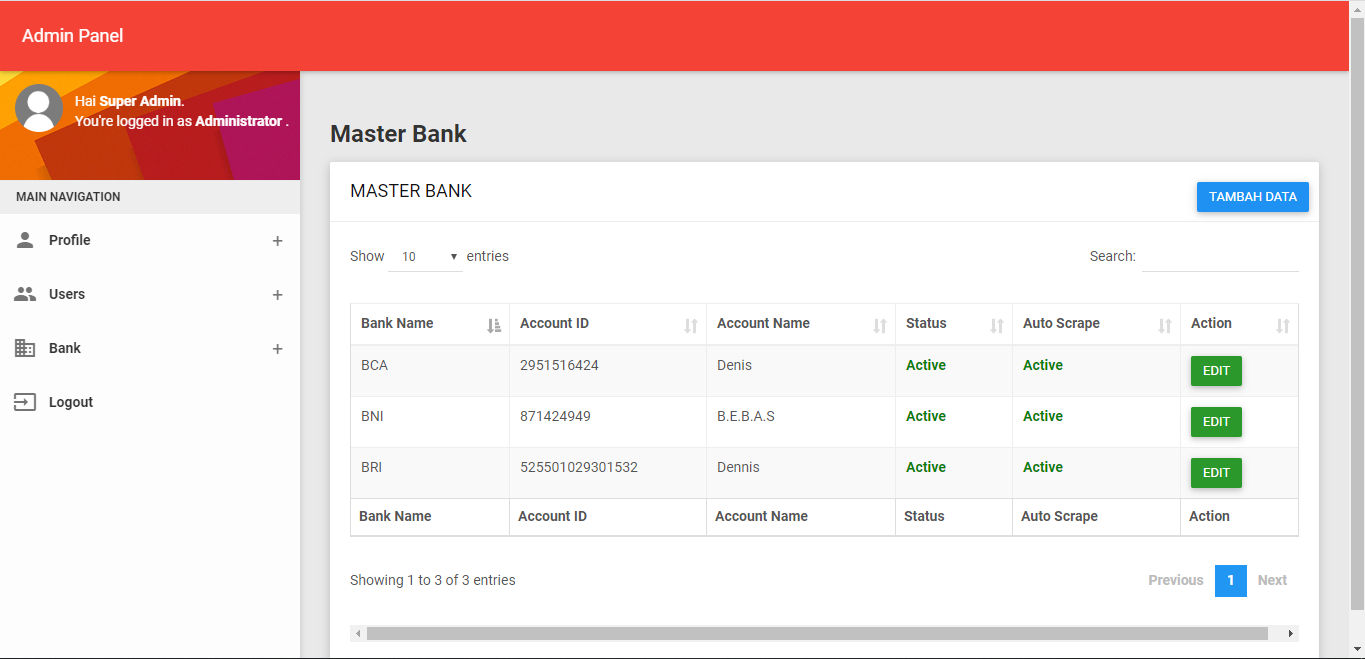 Admin Panel
Hai Super Admin.
You're logged in as Administrator .
MAIN NAVIGATION
Profile +
Users +
Bank +
Logout
Master Bank
MASTER BANK
TAMBAH DATA
Show 10 entries
Search:
Bank Name Account ID Account Name Status Auto Scrape Action
BCA 2951516424 Denis Active Active EDIT
BNI 871424949 B.E.B.A.S Active Active EDIT
BRI 525501029301532 Dennis Active Active EDIT
Bank Name Account ID Account Name Status Auto Scrape Action
Showing 1 to 3 of 3 entries
Previous 1 Next